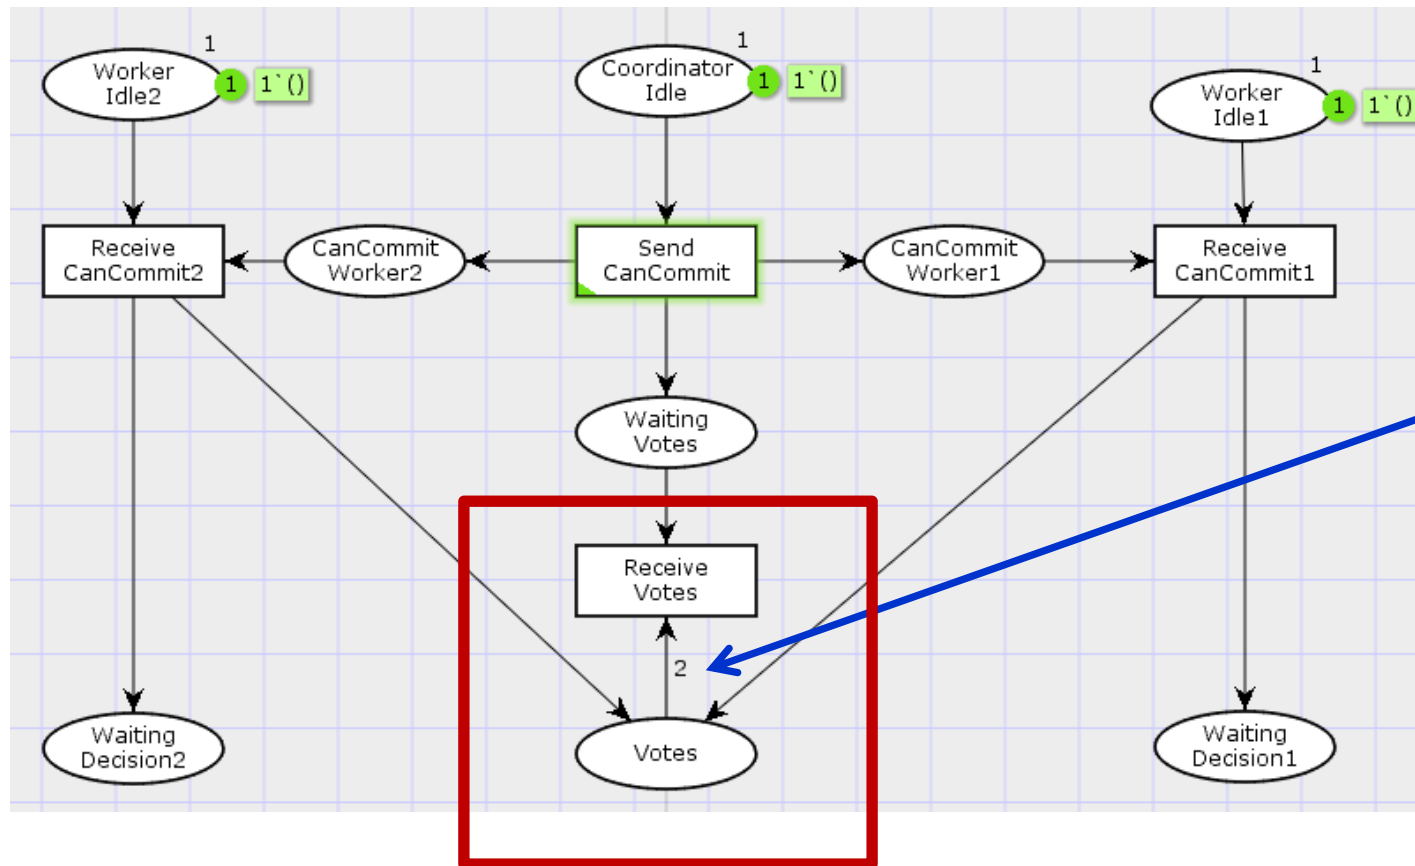 1
Worker
Idle2
1
1`()
1
Coordinator
Idle
1
1`()
1
Worker
Idle1
1
1`()
Receive
CanCommit2
CanCommit
Worker2
Send
CanCommit
CanCommit
Worker1
Receive
CanCommit1
Waiting
Votes
Receive
Votes
2
Waiting
Decision2
Votes
Waiting
Decision1